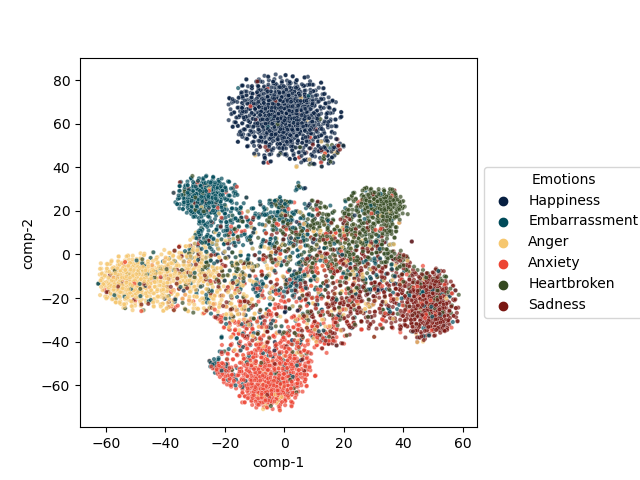 80
60
40
20
0
−20
−40
−60
comp-2
−60 −40 −20 0 20 40 60
comp-1
Emotions
Happiness
Embarrassment
Anger
Anxiety
Heartbroken
Sadness